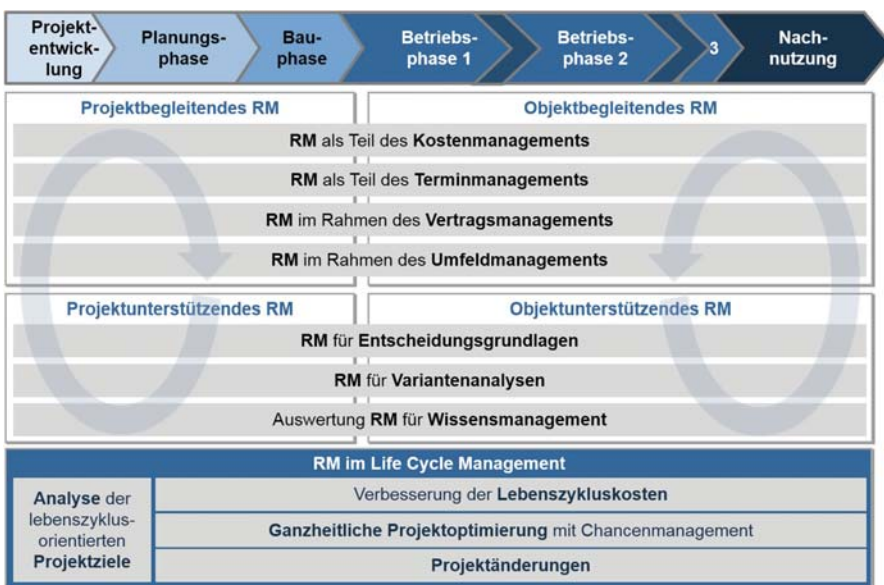 Projekt-
entwick-
lung
Planungs-
phase
Bau-
phase
Betriebs-
phase 1
Betriebs-
phase 2
3
Nach-
nutzung
Projektbegleitendes RM
Objektbegleitendes RM
RM als Teil des Kostenmanagements
RM als Teil des Terminmanagements
RM im Rahmen des Vertragsmanagements
RM im Rahmen des Umfeldmanagements
Projektunterstützendes RM
Objektunterstützendes RM
RM für Entscheidungsgrundlagen
RM für Variantenanalysen
Auswertung RM für Wissensmanagement
RM im Life Cycle Management
Analyse der
lebenszyklus-
orientierten
Projektziele
Verbesserung der Lebenszykluskosten
Ganzheitliche Projektoptimierung mit Chancenmanagement
Projektänderungen